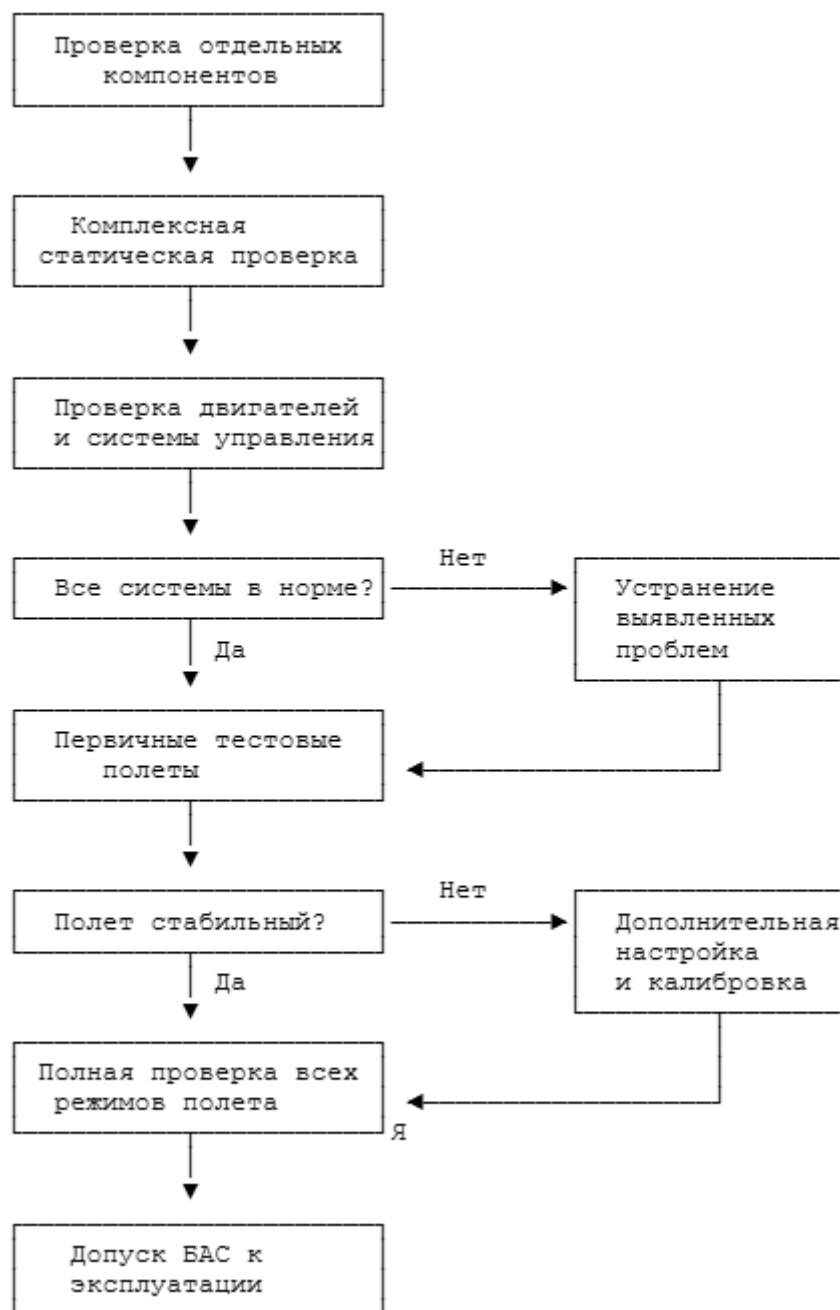 Проверка отдельных
компонентов
Комплексная
статическая проверка
Проверка двигателей
и системы управления
Все системы в норме?
Нет
Устранение
выявленных
проблем
Да
Первичные тестовые
полеты
Полет стабильный?
Нет
Дополнительная
настройка
и калибровка
Да
Полная проверка всех
режимов полета
Я
Допуск БАС к
эксплуатации